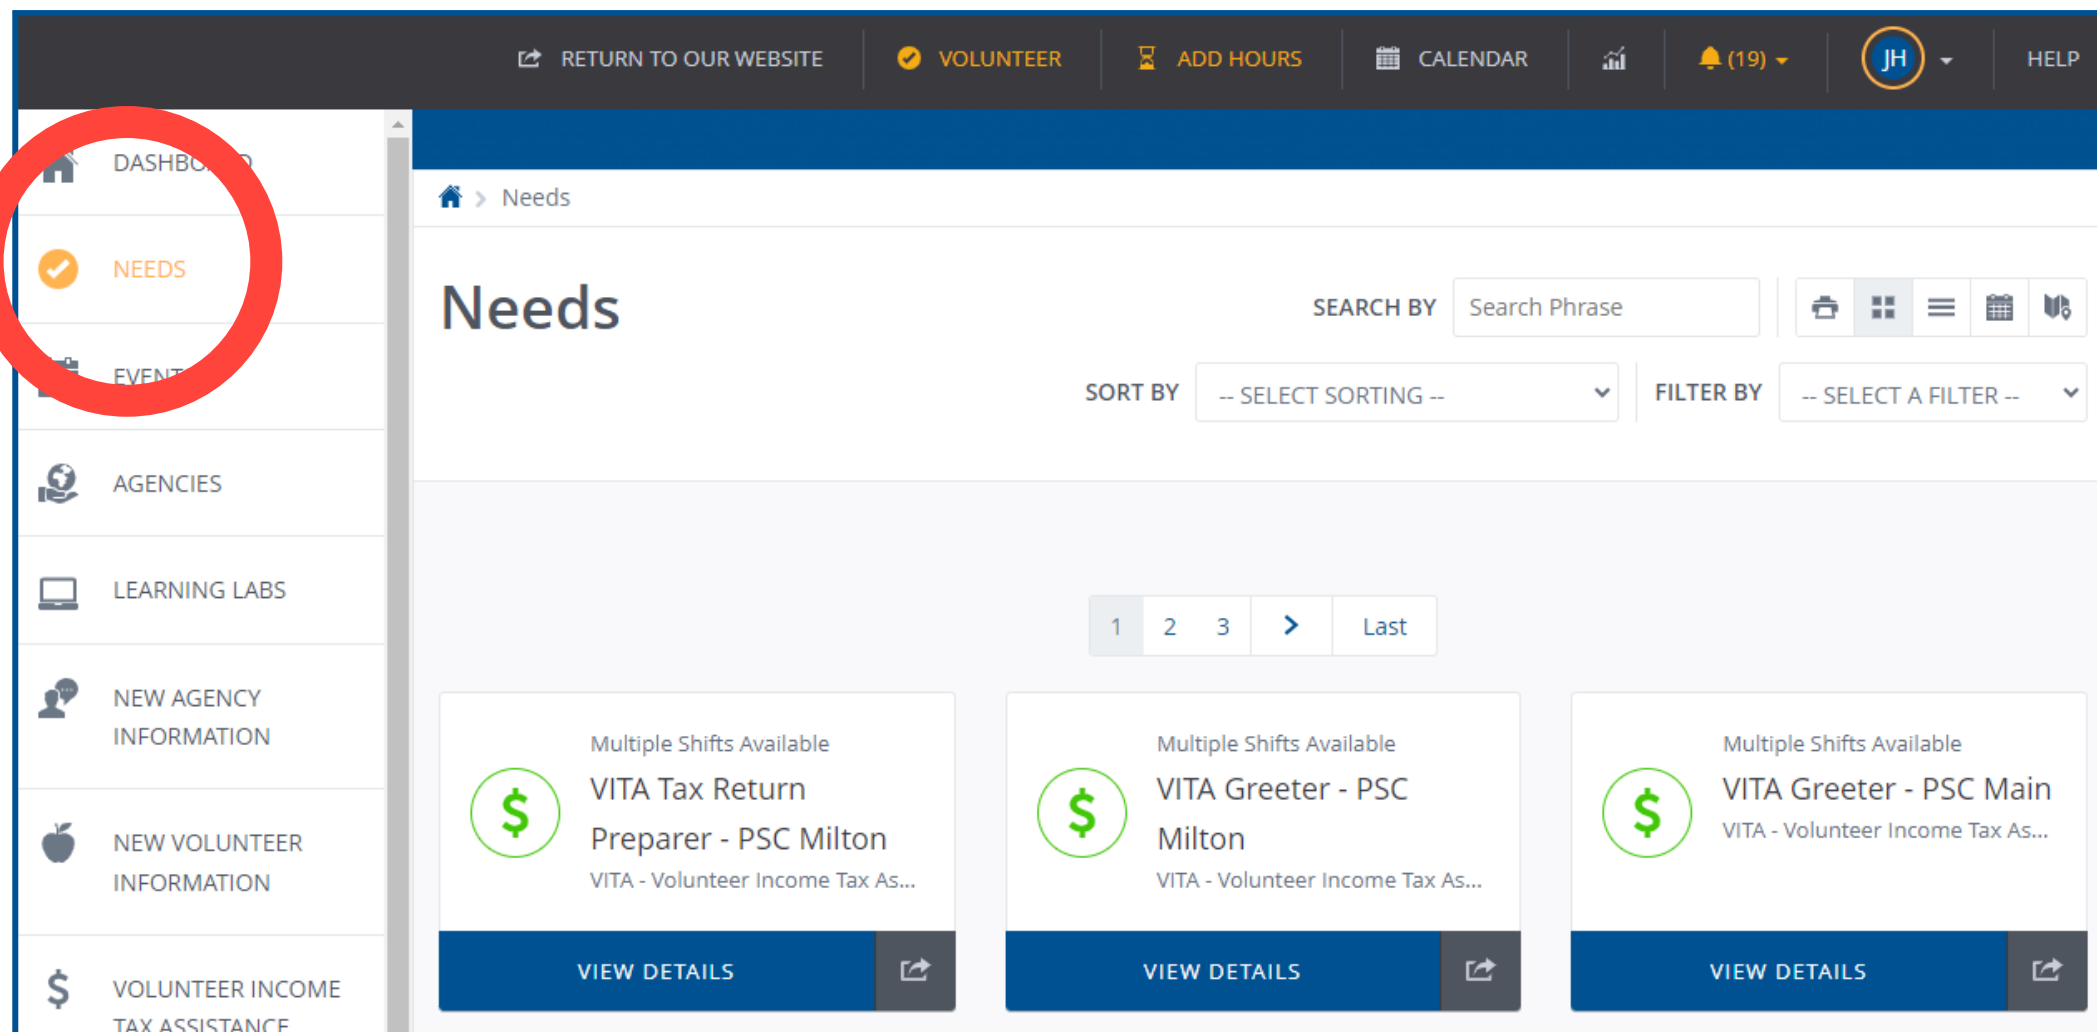 RETURN TO OUR WEBSITE
VOLUNTEER
ADD HOURS
CALENDAR
(19)
JH
HELP
NEEDS
AGENCIES
LEARNING LABS
NEW AGENCY
INFORMATION
NEW VOLUNTEER
INFORMATION
VOLUNTEER INCOME
TAX ASSISTANCE
Needs
Needs
SEARCH BY
Search Phrase
SORT BY
-- SELECT SORTING --
FILTER BY
-- SELECT A FILTER --
1 2 3 > Last
Multiple Shifts Available
VITA Tax Return
Preparer - PSC Milton
VITA - Volunteer Income Tax As...
VIEW DETAILS
Multiple Shifts Available
VITA Greeter - PSC
Milton
VITA - Volunteer Income Tax As...
VIEW DETAILS
Multiple Shifts Available
VITA Greeter - PSC Main
VITA - Volunteer Income Tax As...
VIEW DETAILS